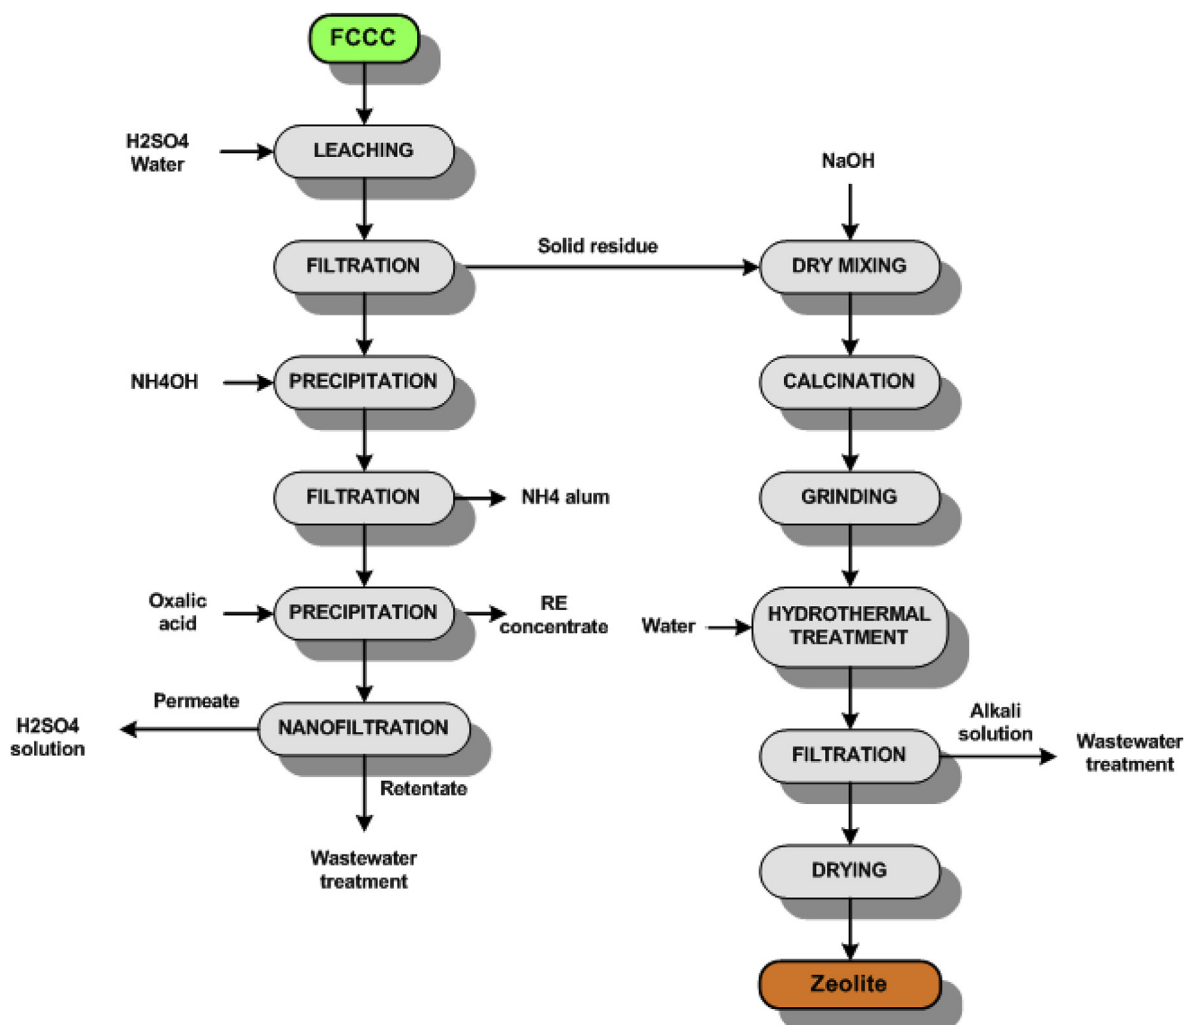 FCCC
H2SO4
Water
LEACHING
NaOH
FILTRATION
Solid residue
DRY MIXING
NH4OH
PRECIPITATION
CALCINATION
FILTRATION
NH4 alum
GRINDING
Oxalic
acid
PRECIPITATION
RE
concentrate
Water
HYDROTHERMAL
TREATMENT
Permeate
H2SO4
solution
NANOFILTRATION
Retentate
Wastewater
treatment
FILTRATION
Alkali
solution
Wastewater
treatment
DRYING
Zeolite